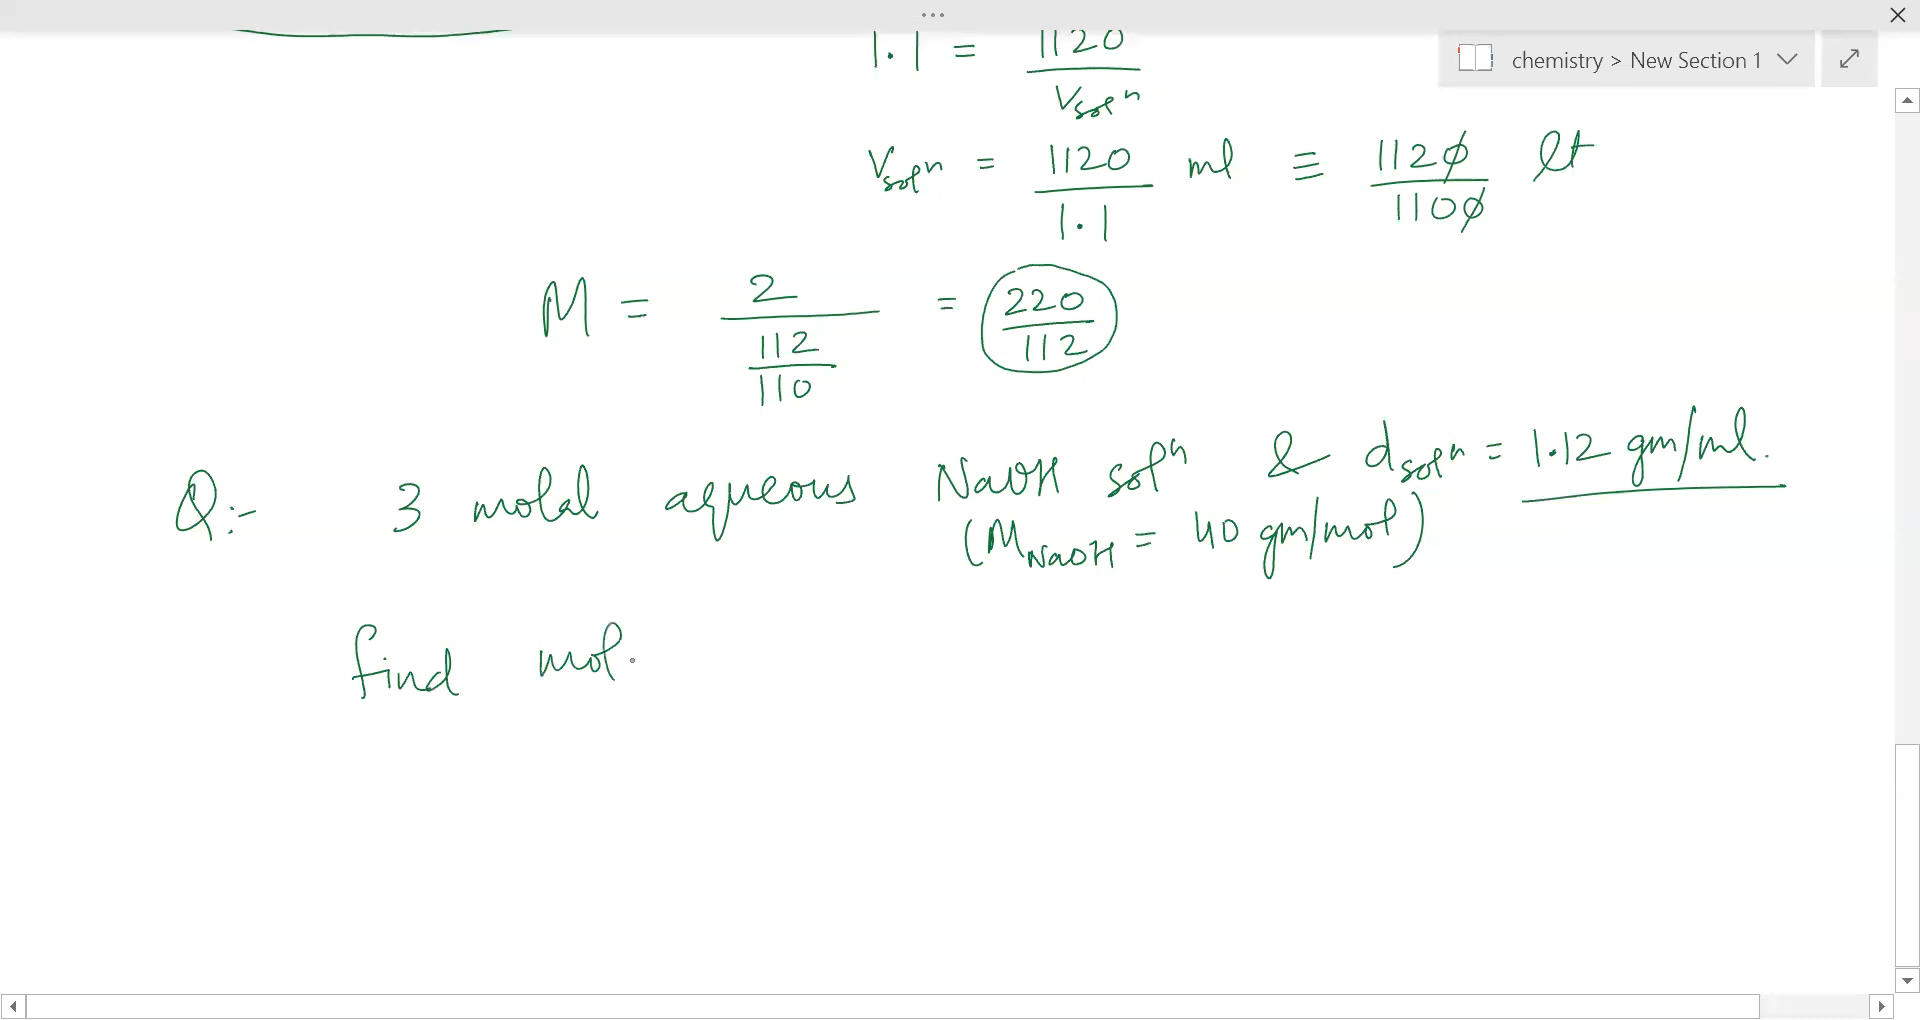 ...
chemistry > New Section 1
1.1 = 1120 / Vsolⁿ
Vsolⁿ = 1120 / 1.1 ml ≡ 1120 / 1100 lt
M = 2 / (112 / 110) = 220 / 112
Q:- 3 molal aqueous NaOH solⁿ & dsolⁿ = 1.12 gm/ml.
(MNaOH = 40 gm/mol)
find mol